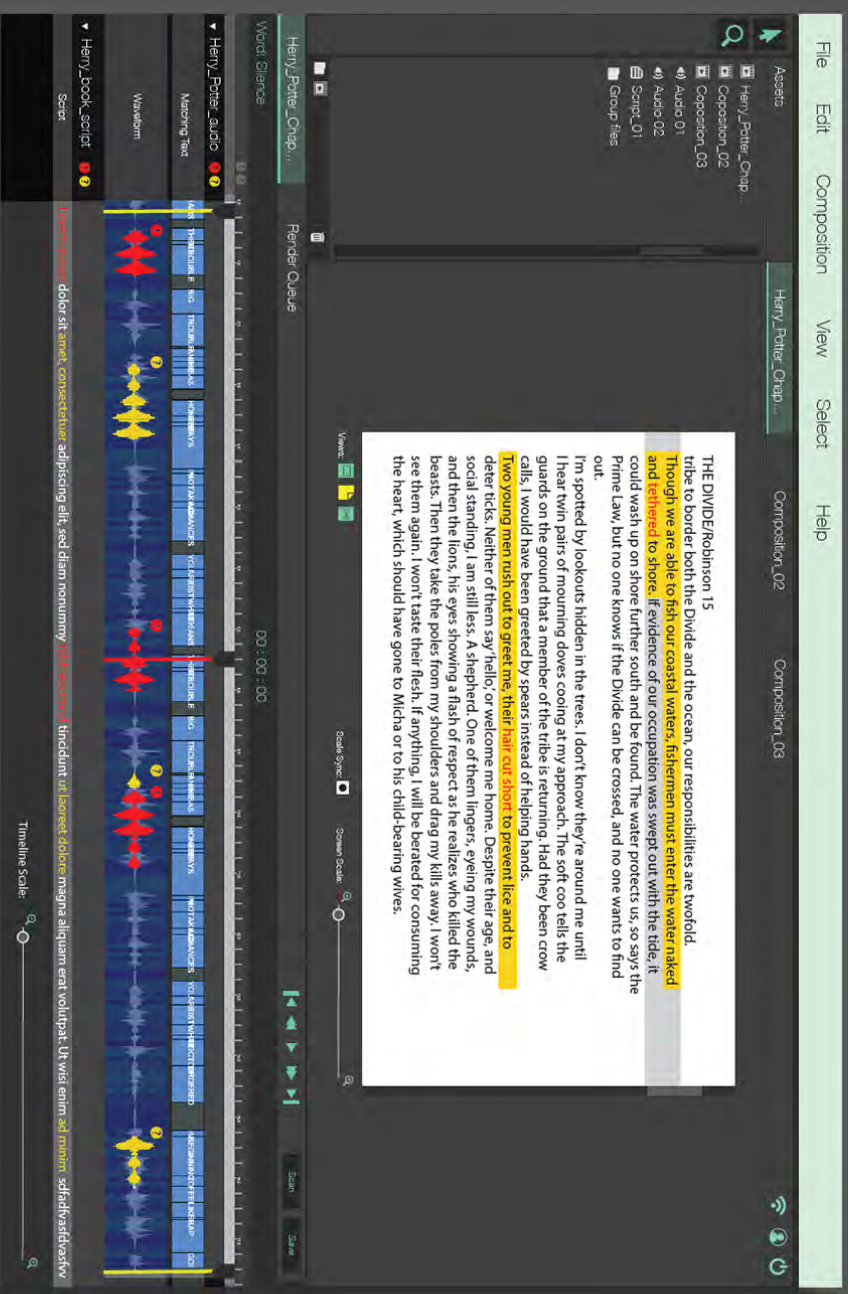 File Edit Composition View Select Help
Assets
Herry_Potter_Chap...
Coposition_02
Coposition_03
Audio 01
Audio 02
Script_01
Group files
Herry_Potter_Chap... Composition_02 Composition_03
THE DIVIDE/Robinson 15
tribe to border both the Divide and the ocean, our responsibilities are twofold.
Though we are able to fish our coastal waters, fishermen must enter the water naked
and tethered to shore. If evidence of our occupation was swept out with the tide, it
could wash up on shore further south and be found. The water protects us, so says the
Prime Law, but no one knows if the Divide can be crossed, and no one wants to find
out.
I'm spotted by lookouts hidden in the trees. I don't know they're around me until
I hear twin pairs of mourning doves cooing at my approach. The soft coo tells the
guards on the ground that a member of the tribe is returning. Had they been crow
calls, I would have been greeted by spears instead of helping hands.
Two young men rush out to greet me, their hair cut short to prevent lice and to
deter ticks. Neither of them say 'hello,' or welcome me home. Despite their age, and
social standing, I am still less. A shepherd. One of them lingers, eyeing my wounds,
and then the lions, his eyes showing a flash of respect as he realizes who killed the
beasts. Then they take the poles from my shoulders and drag my kills away. I won't
see them again. I won't taste their flesh. If anything, I will be berated for consuming
the heart, which should have gone to Micha or to his child-bearing wives.
Views: Scale Sync: Screen Scale:
Herry_Potter_Chap... Render Queue Scan Save
Word: Silence 00 : 00 : 00
Herry_Potter_audio
Matching Text TROUBLE BIG
Waveform
Herry_book_script
Script dolor sit amet, consectetuer adipiscing elit, sed diam nonummy tincidunt ut laoreet dolore magna aliquam erat volutpat. Ut wisi enim ad minim sdfadfvasfdvasfvv
Timeline Scale: